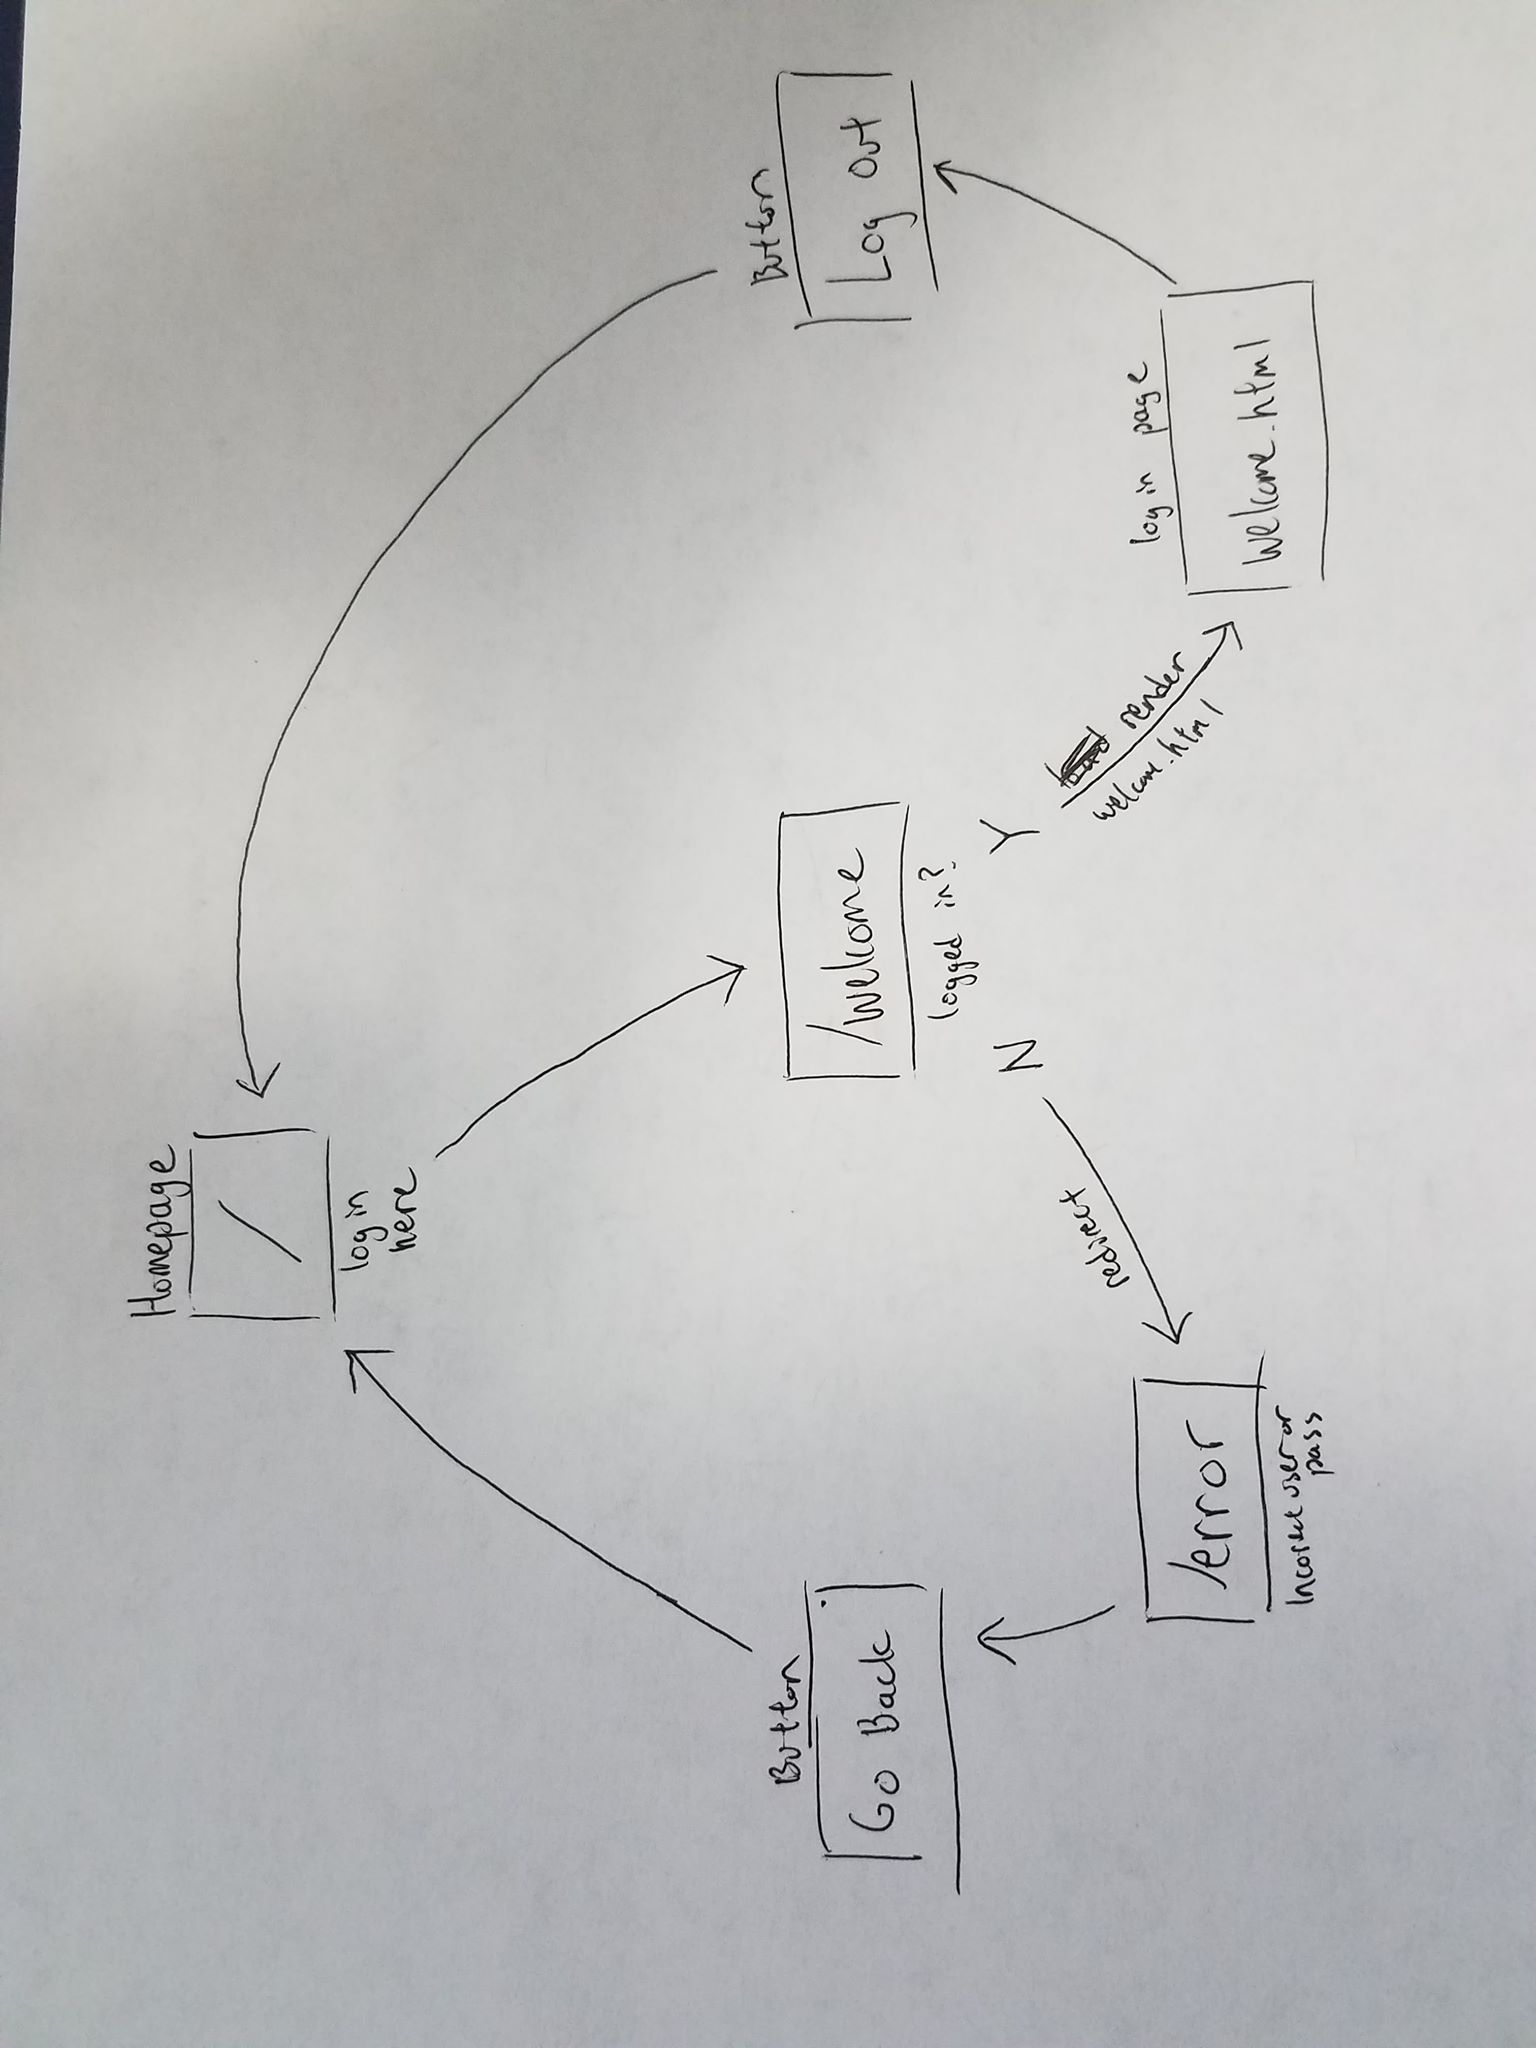 Homepage
/
log in
here
Button
Go Back
/welcome
logged in?
N
Y
Button
Log Out
redirect
render
welcome.html
/error
Incorrect user or
pass
log in page
welcome.html